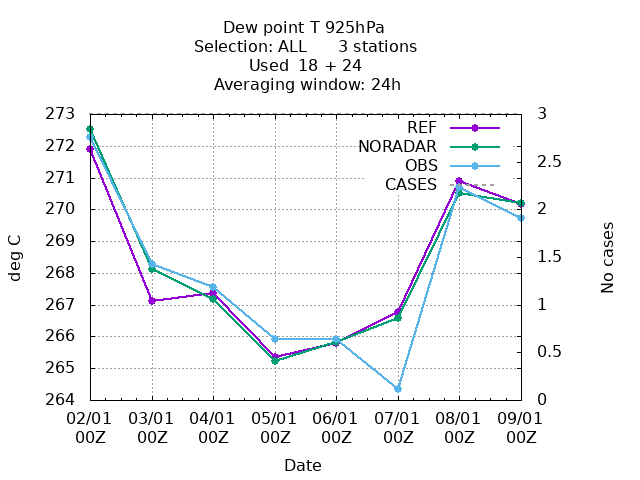 Dew point T 925hPa
Selection: ALL 3 stations
Used 18 + 24
Averaging window: 24h
273
272
271
270
269
268
267
266
265
264
deg C
3
2.5
2
1.5
1
0.5
0
No cases
REF
NORADAR
OBS
CASES
02/01 03/01 04/01 05/01 06/01 07/01 08/01 09/01
00Z 00Z 00Z 00Z 00Z 00Z 00Z 00Z
Date